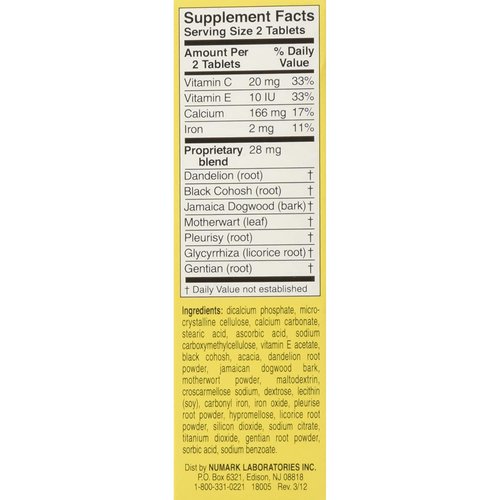 Supplement Facts
Serving Size 2 Tablets
Amount Per % Daily
2 Tablets Value
Vitamin C 20 mg 33%
Vitamin E 10 IU 33%
Calcium 166 mg 17%
Iron 2 mg 11%
Proprietary 28 mg
blend
Dandelion (root) †
Black Cohosh (root) †
Jamaica Dogwood (bark) †
Motherwart (leaf) †
Pleurisy (root) †
Glycyrrhiza (licorice root) †
Gentian (root) †
† Daily Value not established
Ingredients: dicalcium phosphate, micro-
crystalline cellulose, calcium carbonate,
stearic acid, ascorbic acid, sodium
carboxymethylcellulose, vitamin E acetate,
black cohosh, acacia, dandelion root
powder, jamaican dogwood bark,
motherwort powder, maltodextrin,
croscarmellose sodium, dextrose, lecithin
(soy), carbonyl iron, iron oxide, pleurise
root powder, hypromellose, licorice root
powder, silicon dioxide, sodium citrate,
titanium dioxide, gentian root powder,
sorbic acid, sodium benzoate.
Dist by NUMARK LABORATORIES INC.
P.O. Box 6321, Edison, NJ 08818
1-800-331-0221 18005 Rev. 3/12